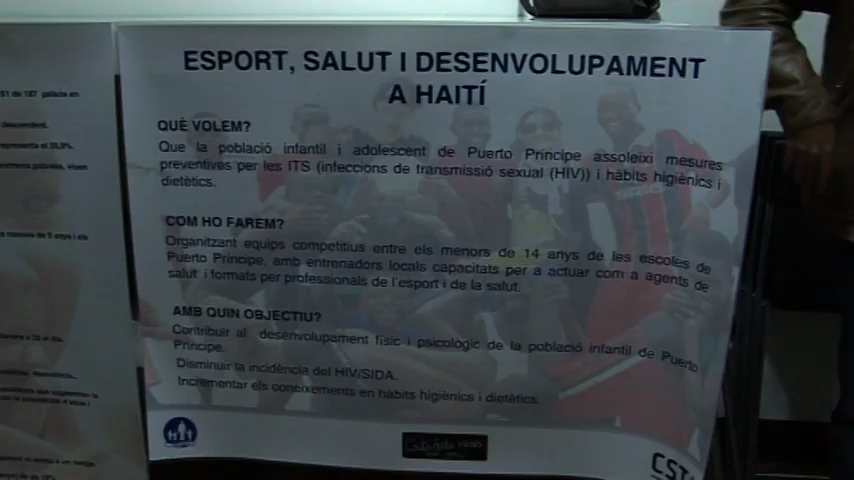 ESPORT, SALUT I DESENVOLUPAMENT
A HAITÍ
QUÈ VOLEM?
Que la població infantil i adolescent de Puerto Príncipe assoleixi mesures
preventives per les ITS (infeccions de transmissió sexual (HIV)) i hàbits higiènics i
dietètics.
COM HO FAREM?
Organitzant equips competitius entre els menors de 14 anys de les escoles de
Puerto Príncipe, amb entrenadors locals capacitats per a actuar com a agents de
salut i formats per professionals de l'esport i de la salut.
AMB QUIN OBJECTIU?
Contribuir al desenvolupament físic i psicològic de la població infantil de Puerto
Príncipe.
Disminuir la incidència del HIV/SIDA.
Incrementar els coneixements en hàbits higiènics i dietètics.
CST